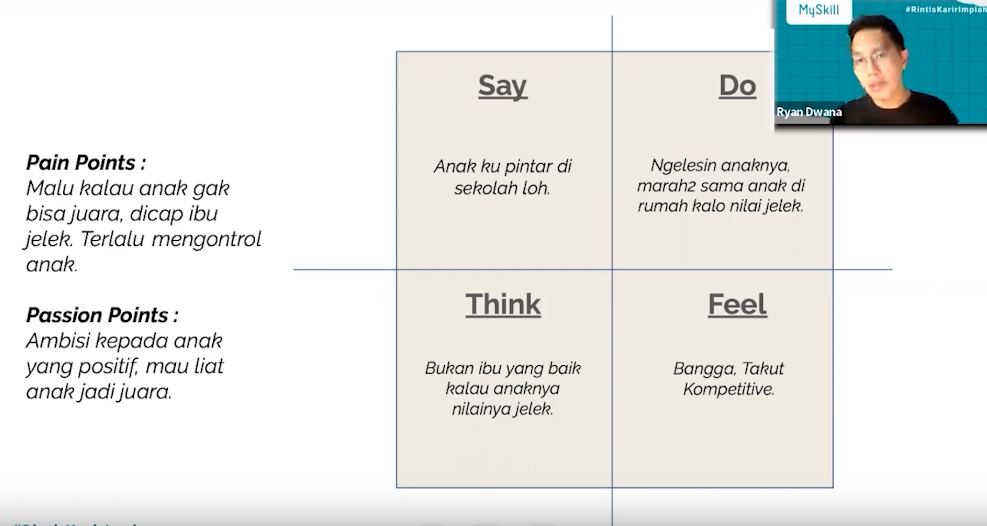 MySkill
#RintisKarirImpian
Ryan Dwana
Say
Do
Pain Points :
Malu kalau anak gak
bisa juara, dicap ibu
jelek. Terlalu mengontrol
anak.
Anak ku pintar di
sekolah loh.
Ngelesin anaknya,
marah2 sama anak di
rumah kalo nilai jelek.
Passion Points :
Ambisi kepada anak
yang positif, mau liat
anak jadi juara.
Think
Feel
Bukan ibu yang baik
kalau anaknya
nilainya jelek.
Bangga, Takut
Kompetitive.